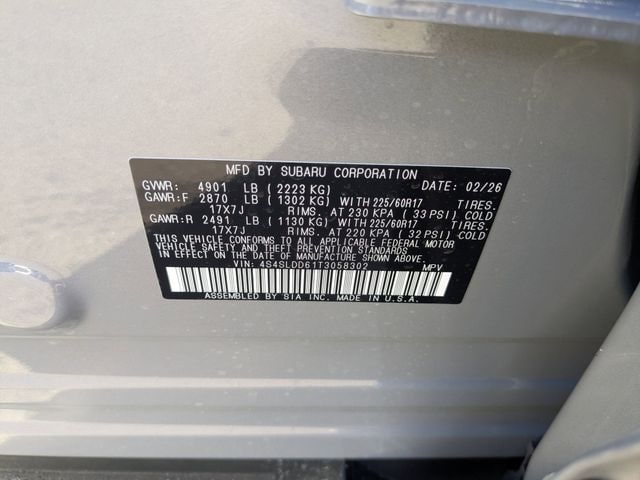 MFD BY SUBARU CORPORATION
GVWR: 4901 LB (2223 KG) DATE: 02/26
GAWR:F 2870 LB (1302 KG) WITH 225/60R17 TIRES.
17X7J RIMS. AT 230 KPA (33 PSI) COLD
GAWR:R 2491 LB (1130 KG) WITH 225/60R17 TIRES.
17X7J RIMS. AT 220 KPA (32 PSI) COLD
THIS VEHICLE CONFORMS TO ALL APPLICABLE FEDERAL MOTOR
VEHICLE SAFETY AND THEFT PREVENTION STANDARDS
IN EFFECT ON THE DATE OF MANUFACTURE SHOWN ABOVE.
VIN: 4S4SLDD61T3058302 MPV
ASSEMBLED BY SIA INC. MADE IN U.S.A.